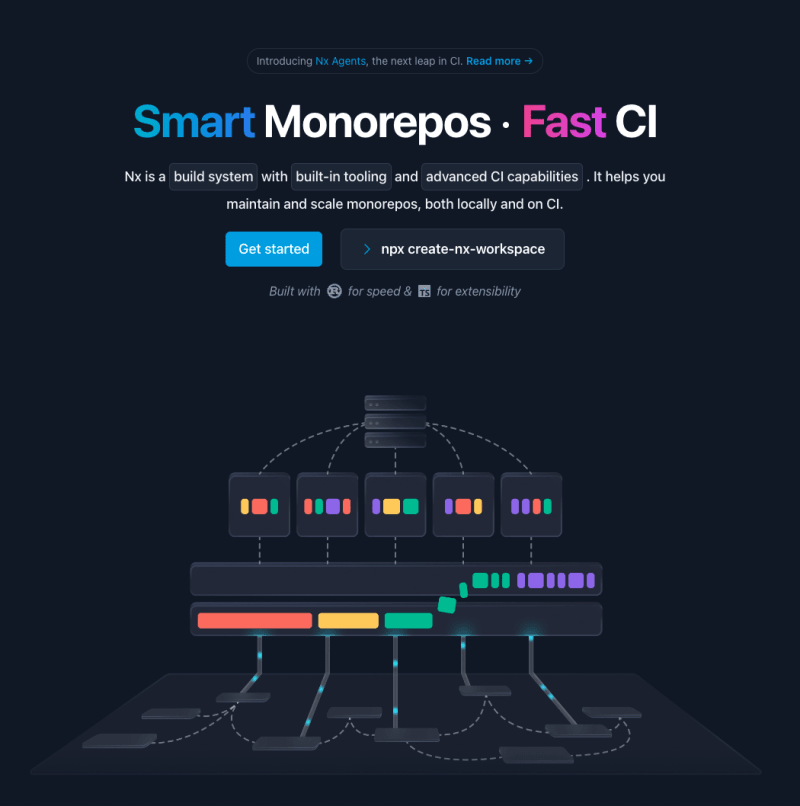 Introducing Nx Agents, the next leap in CI. Read more →
Smart Monorepos · Fast CI
Nx is a build system with built-in tooling and advanced CI capabilities . It helps you
maintain and scale monorepos, both locally and on CI.
Get started
npx create-nx-workspace
Built with R for speed & TS for extensibility